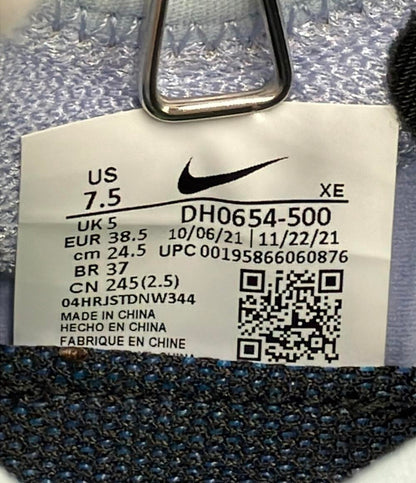 US
7.5
XE
UK 5
DH0654-500
EUR 38.5
10/06/21 | 11/22/21
cm 24.5
UPC 00195866060876
BR 37
CN 245(2.5)
04HRJSTDNW344
MADE IN CHINA
HECHO EN CHINA
FABRIQUE EN CHINE